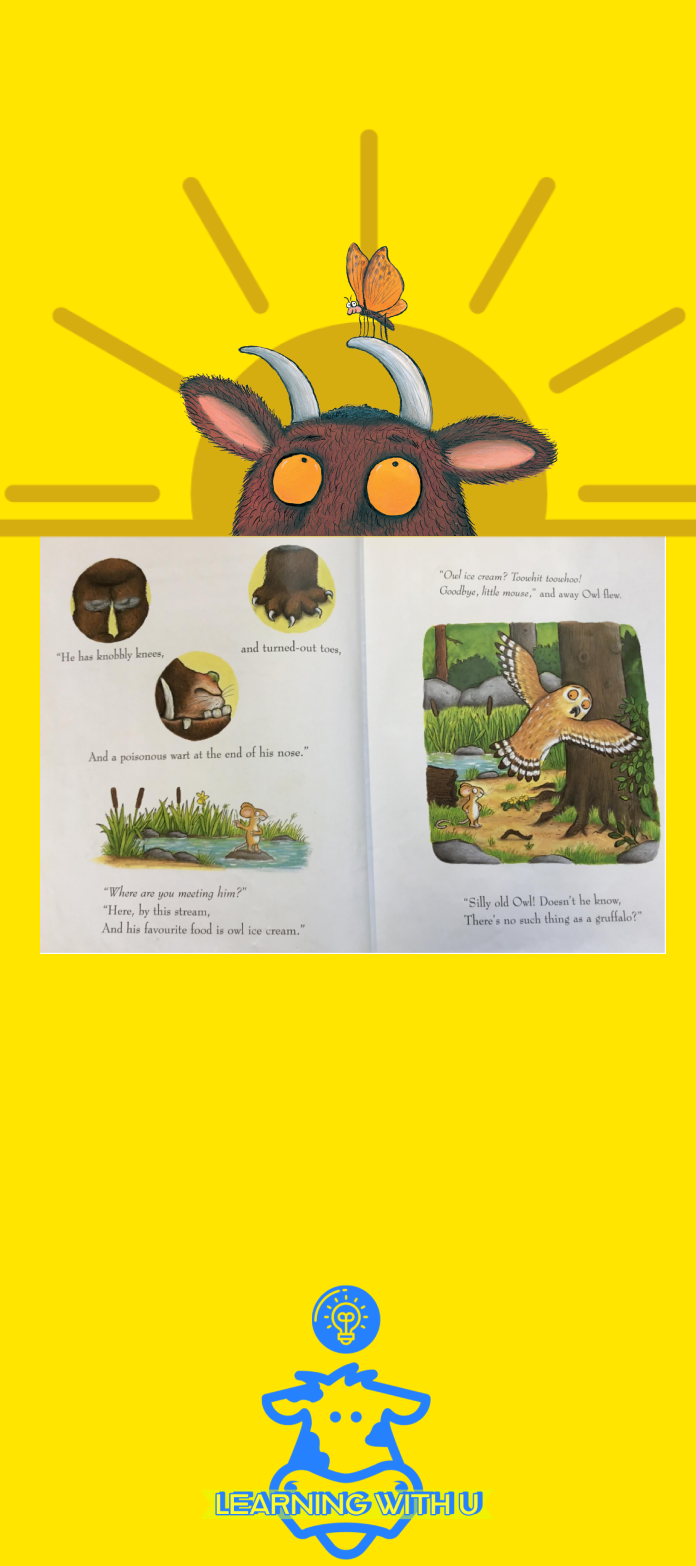 “He has knobbly knees,
and turned-out toes,
And a poisonous wart at the end of his nose.”
“Where are you meeting him?”
“Here, by this stream,
And his favourite food is owl ice cream.”
“Owl ice cream? Toowhit toowhoo!
Goodbye, little mouse,” and away Owl flew.
“Silly old Owl! Doesn’t he know,
There’s no such thing as a gruffalo?”
LEARNING WITH U